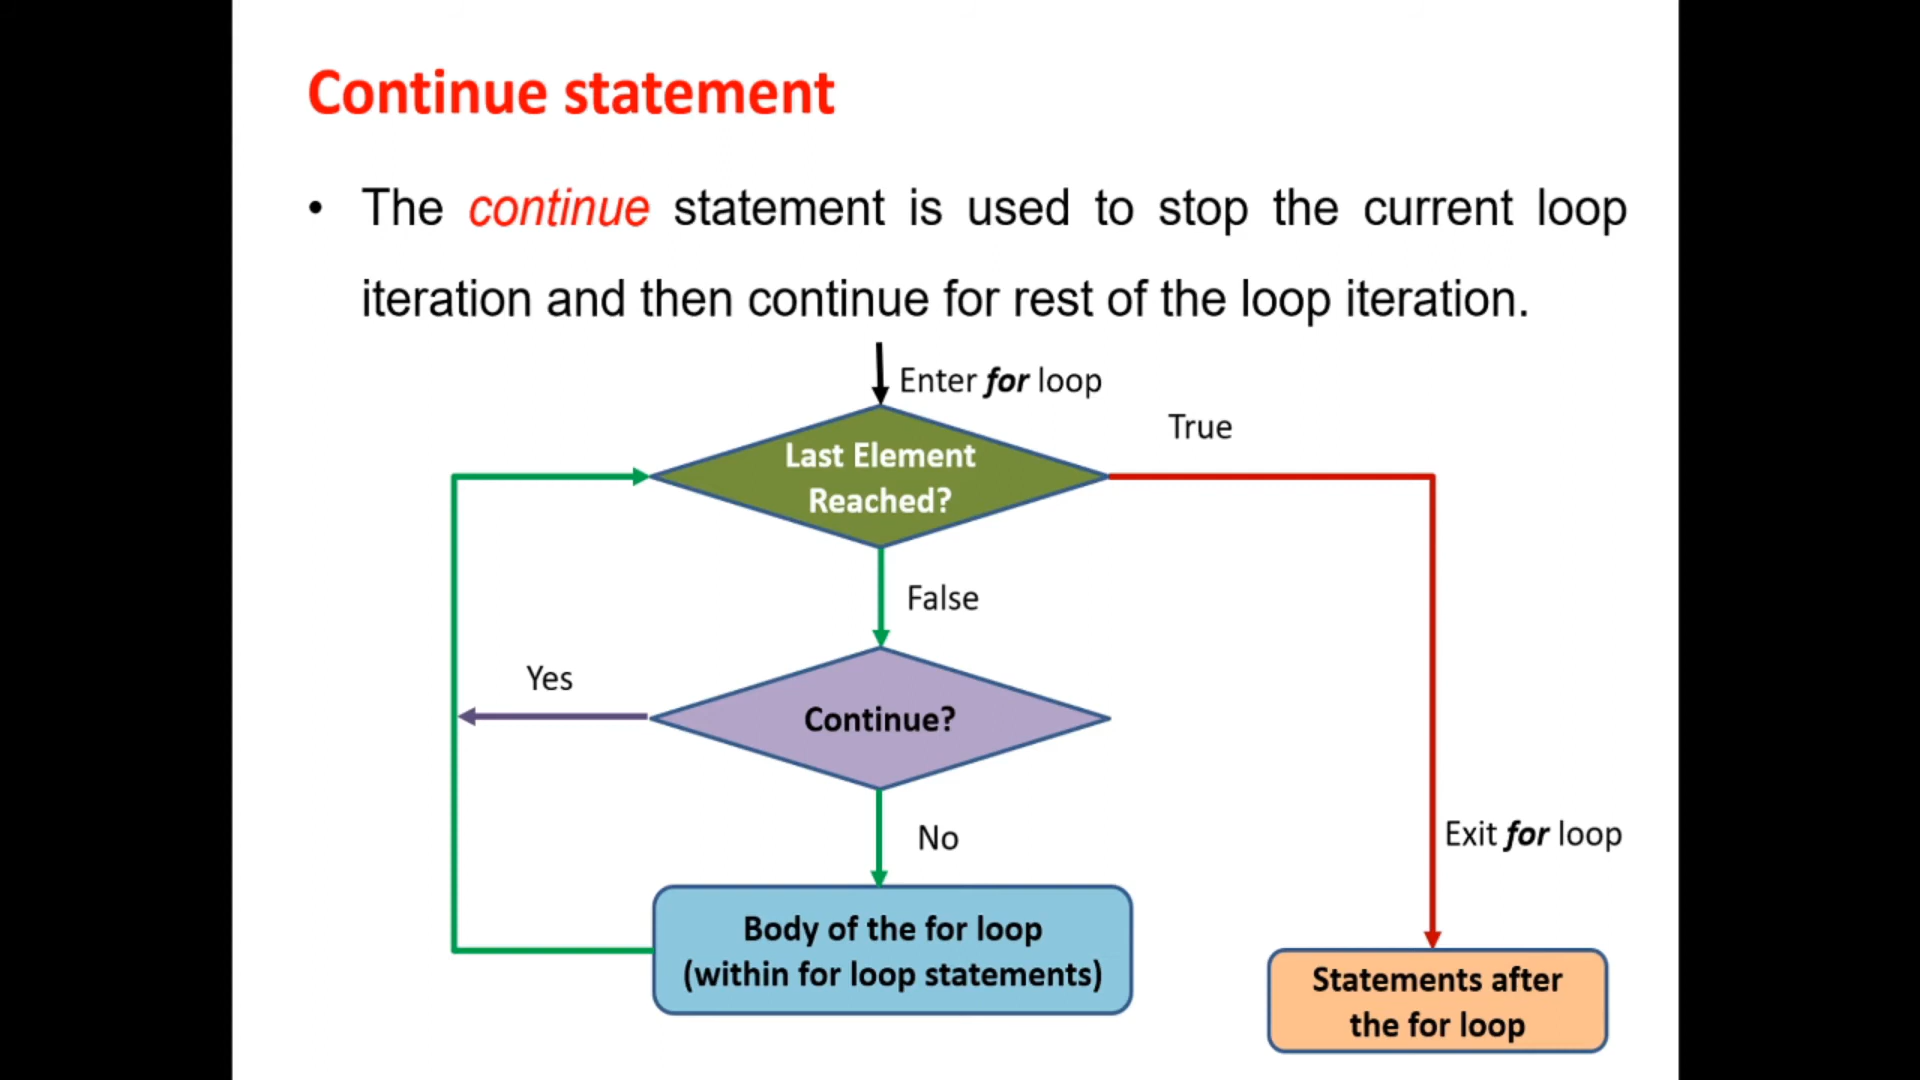 Continue statement
• The continue statement is used to stop the current loop
iteration and then continue for rest of the loop iteration.
Enter for loop
True
Last Element
Reached?
False
Yes
Continue?
No
Exit for loop
Body of the for loop
(within for loop statements)
Statements after
the for loop